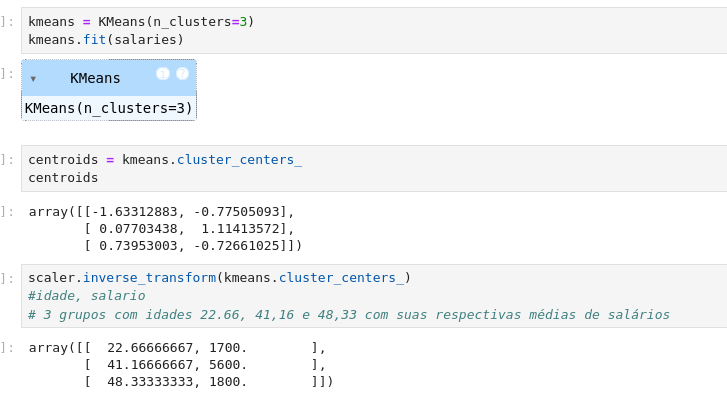 ]: kmeans = KMeans(n_clusters=3)
kmeans.fit(salaries)
]: ▾ KMeans i ?
KMeans(n_clusters=3)
]: centroids = kmeans.cluster_centers_
centroids
]: array([[-1.63312883, -0.77505093],
[ 0.07703438, 1.11413572],
[ 0.73953003, -0.72661025]])
]: scaler.inverse_transform(kmeans.cluster_centers_)
#idade, salario
# 3 grupos com idades 22.66, 41,16 e 48,33 com suas respectivas médias de salários
]: array([[ 22.66666667, 1700. ],
[ 41.16666667, 5600. ],
[ 48.33333333, 1800. ]])